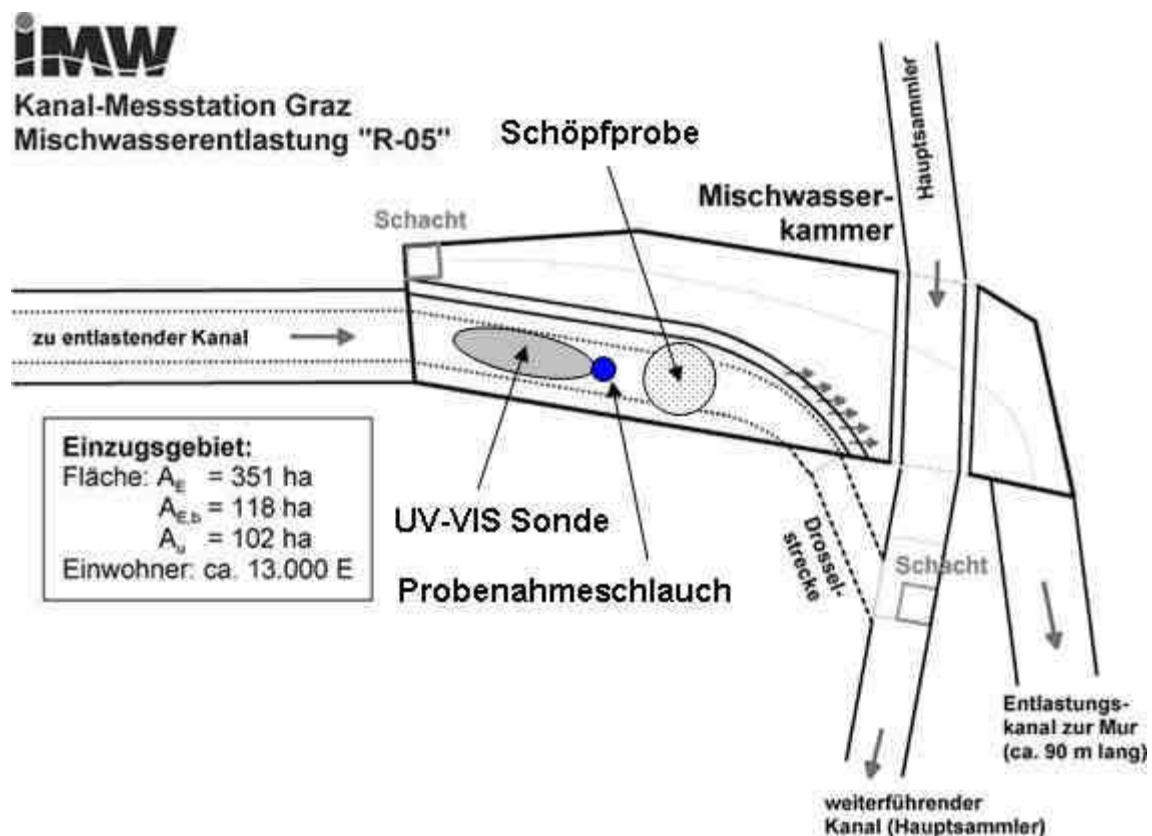 iMW
Kanal-Messstation Graz
Mischwasserentlastung "R-05"
Schöpfprobe
Hauptsammler
Mischwasser-
kammer
Schacht
zu entlastender Kanal
Einzugsgebiet:
Fläche: A_E = 351 ha
A_E,b = 118 ha
A_u = 102 ha
Einwohner: ca. 13.000 E
UV-VIS Sonde
Probenahmeschlauch
Drossel-
strecke
Schacht
Entlastungs-
kanal zur Mur
(ca. 90 m lang)
weiterführender
Kanal (Hauptsammler)